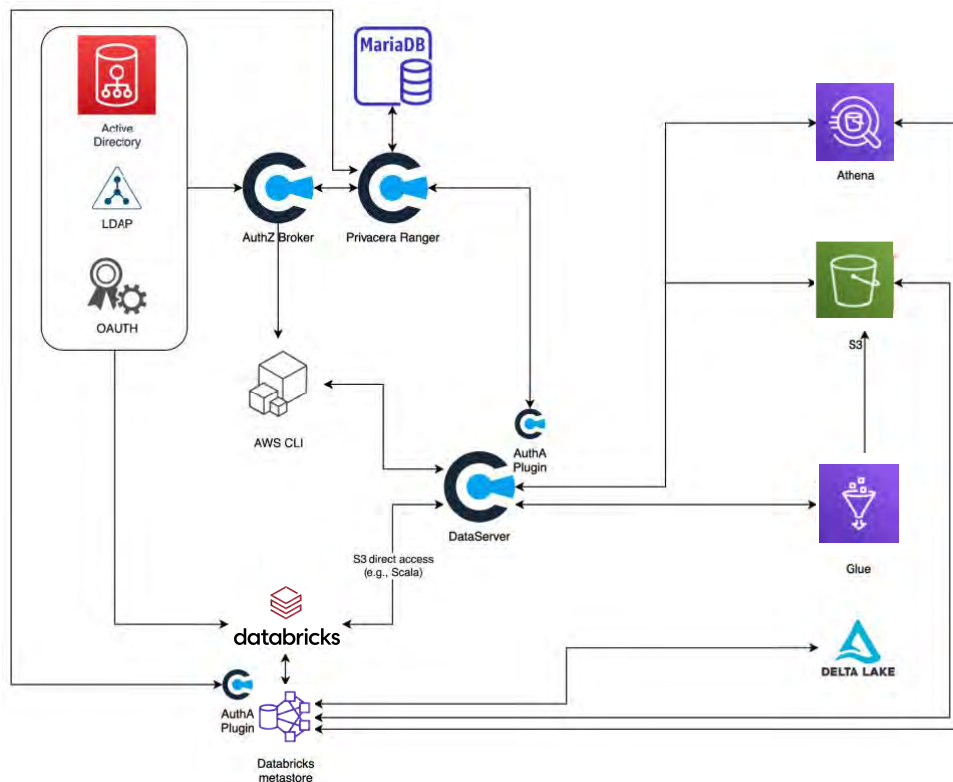 MariaDB
Active
Directory
LDAP
OAUTH
AuthZ Broker
Privacera Ranger
Athena
S3
AWS CLI
AuthA
Plugin
DataServer
Glue
S3 direct access
(e.g., Scala)
databricks
DELTA LAKE
AuthA
Plugin
Databricks
metastore